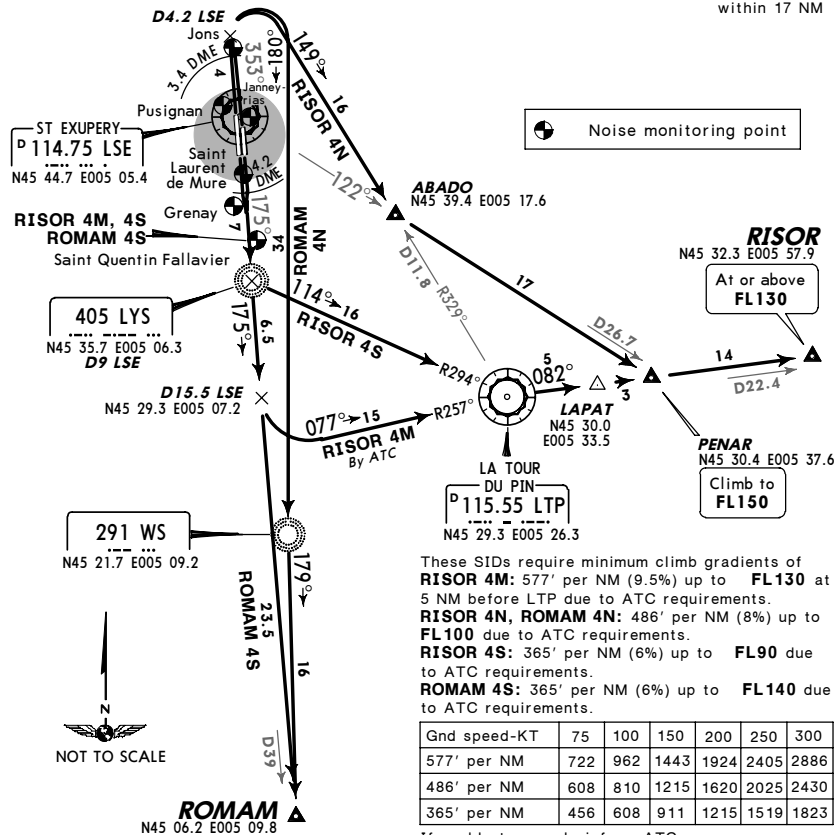 within 17 NM
D4.2 LSE
Jons
3.4 DME
4
353°
180°
149°
16
RISOR 4N
Janney-
rias
Pusignan
ST EXUPERY
D 114.75 LSE
N45 44.7 E005 05.4
Saint
Laurent
de Mure
4.2
DME
Grenay
175°
7
34
ROMAM
4N
RISOR 4M, 4S
ROMAM 4S
Saint Quentin Fallavier
Noise monitoring point
122°
ABADO
N45 39.4 E005 17.6
RISOR
N45 32.3 E005 57.9
At or above
FL130
17
D11.8
R329°
D26.7
14
D22.4
405 LYS
N45 35.7 E005 06.3
D9 LSE
175°
6.5
114°
16
RISOR 4S
R294°
D15.5 LSE
N45 29.3 E005 07.2
077°
15
R257°
RISOR 4M
By ATC
5
082°
LAPAT
N45 30.0
E005 33.5
3
PENAR
N45 30.4 E005 37.6
Climb to
FL150
LA TOUR
DU PIN
D 115.55 LTP
N45 29.3 E005 26.3
291 WS
N45 21.7 E005 09.2
179°
ROMAM 4S
23.5
16
N
NOT TO SCALE
D39
ROMAM
N45 06.2 E005 09.8
These SIDs require minimum climb gradients of
RISOR 4M: 577' per NM (9.5%) up to FL130 at
5 NM before LTP due to ATC requirements.
RISOR 4N, ROMAM 4N: 486' per NM (8%) up to
FL100 due to ATC requirements.
RISOR 4S: 365' per NM (6%) up to FL90 due
to ATC requirements.
ROMAM 4S: 365' per NM (6%) up to FL140 due
to ATC requirements.
Gnd speed-KT 75 100 150 200 250 300
577' per NM 722 962 1443 1924 2405 2886
486' per NM 608 810 1215 1620 2025 2430
365' per NM 456 608 911 1215 1519 1823